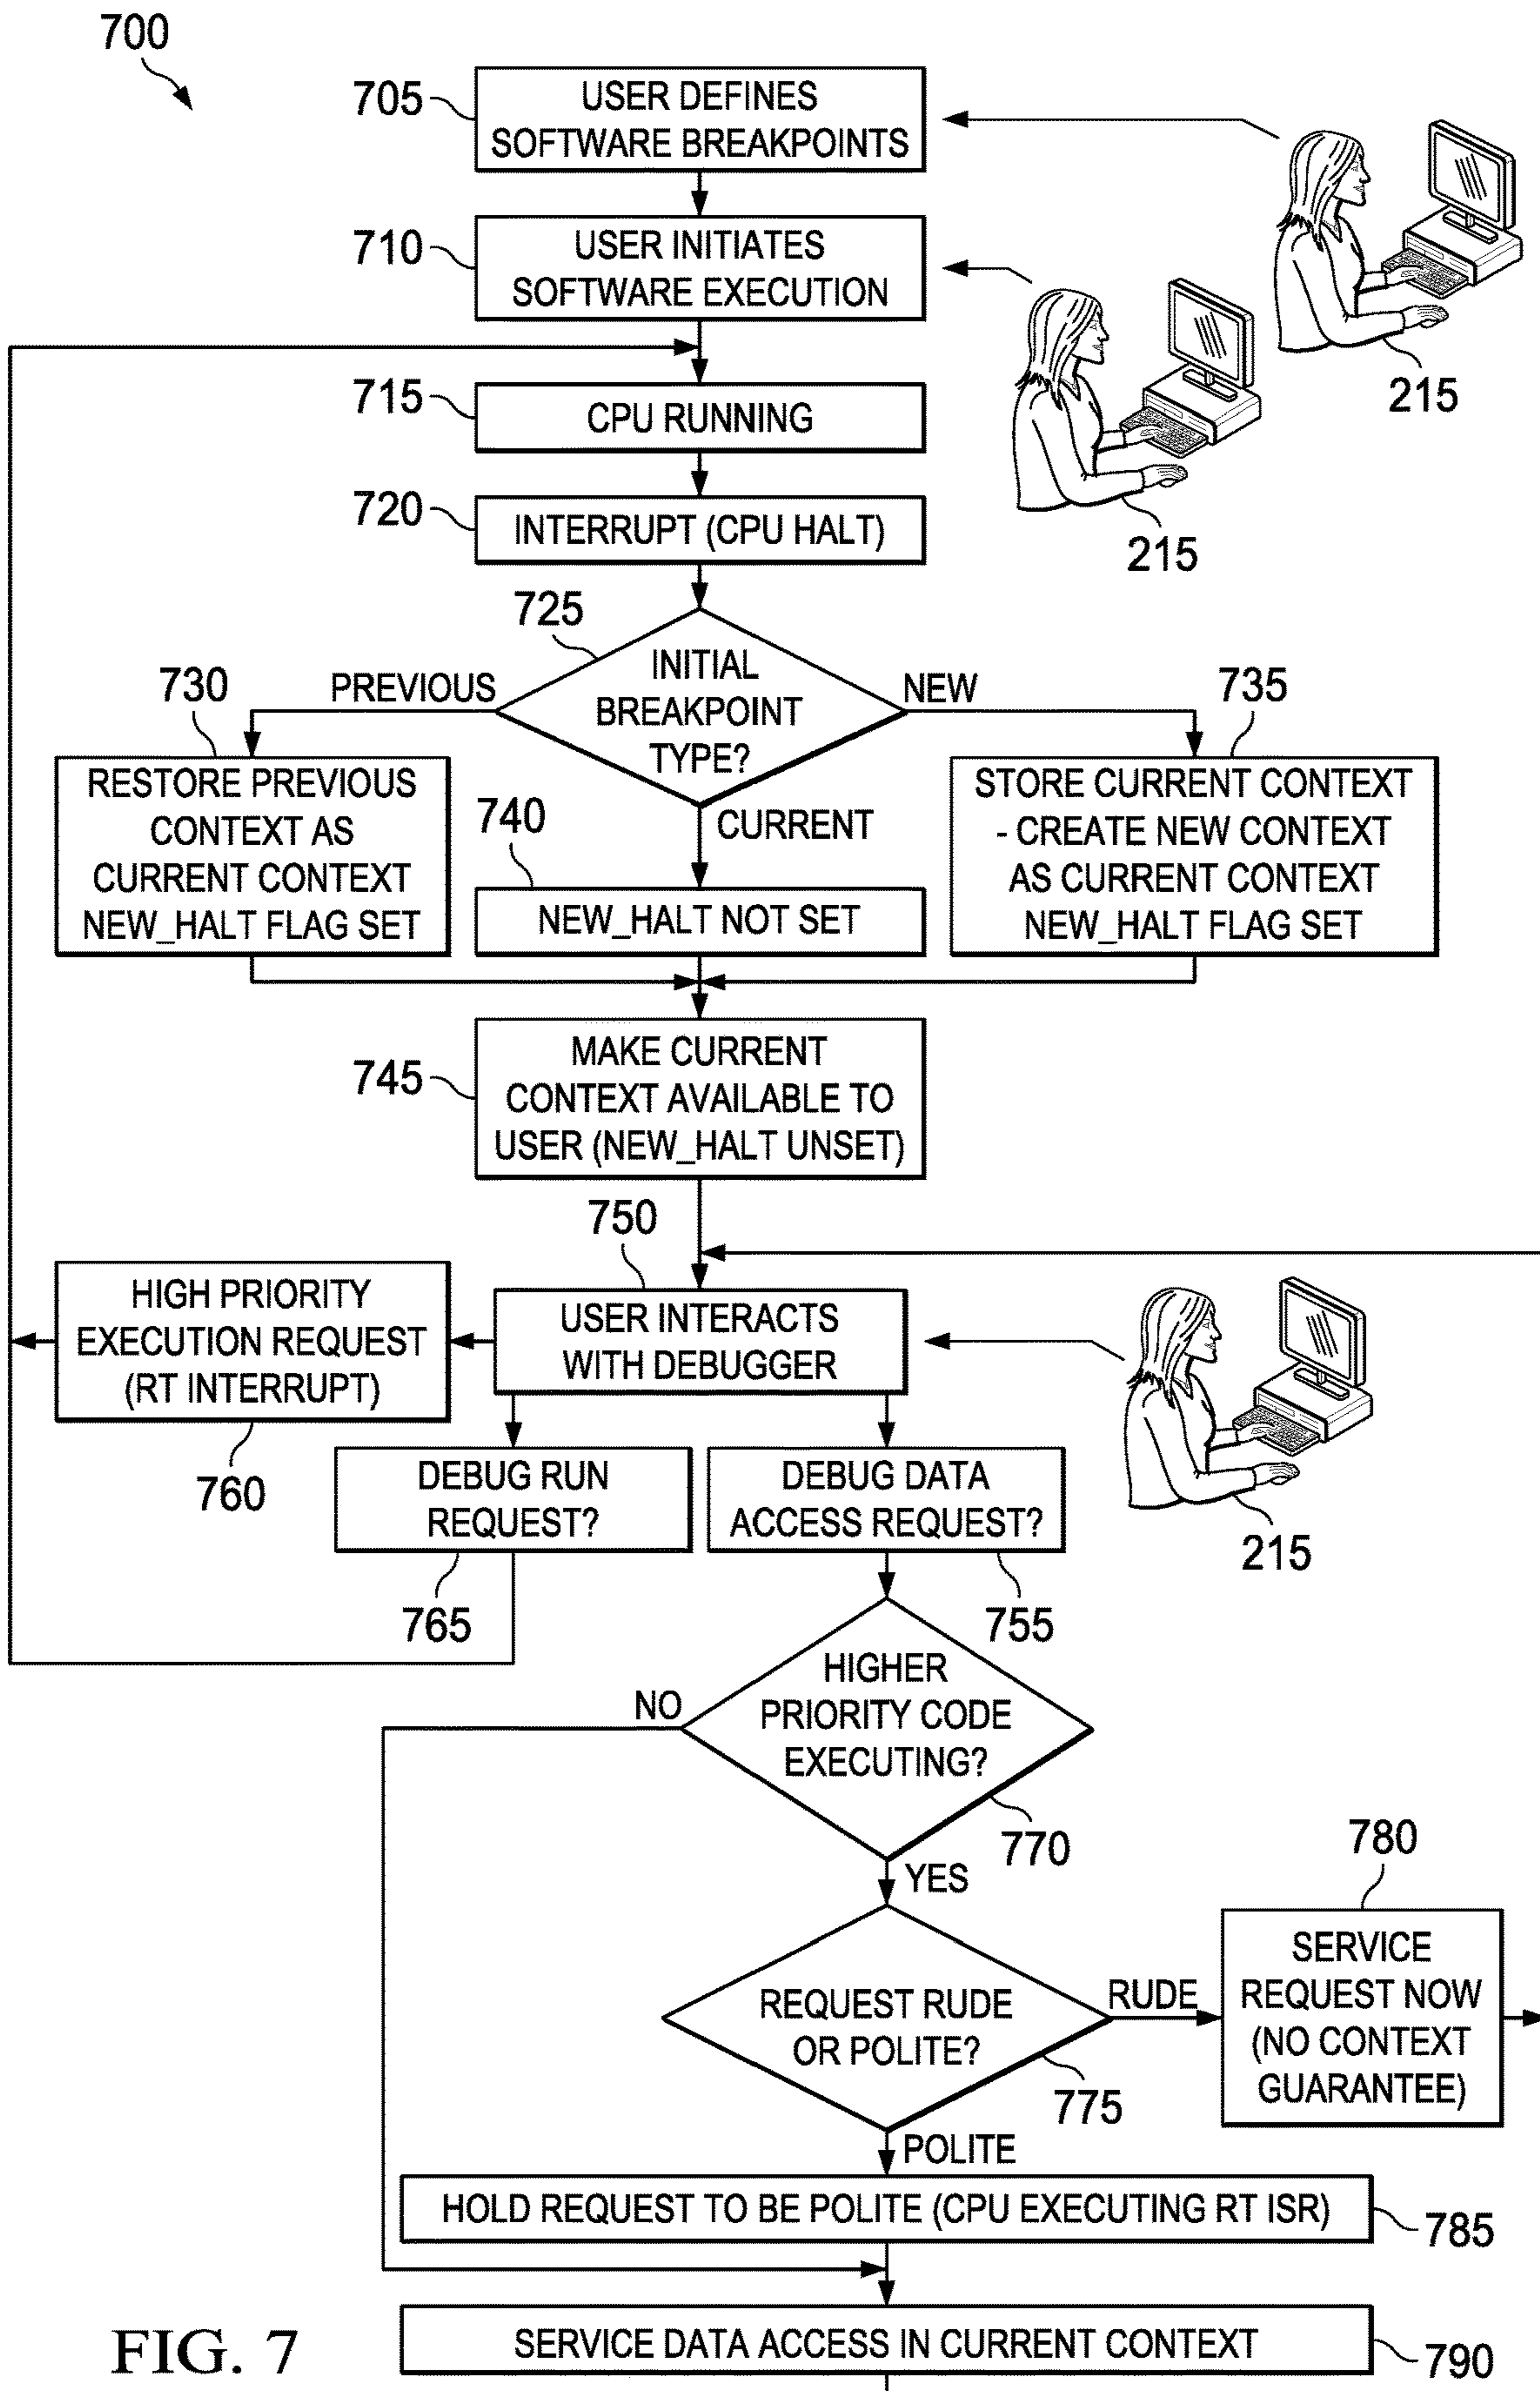 700
705
USER DEFINES
SOFTWARE BREAKPOINTS
710
USER INITIATES
SOFTWARE EXECUTION
215
715
CPU RUNNING
720
INTERRUPT (CPU HALT)
215
725
INITIAL
BREAKPOINT
TYPE?
PREVIOUS
NEW
CURRENT
730
RESTORE PREVIOUS
CONTEXT AS
CURRENT CONTEXT
NEW_HALT FLAG SET
740
NEW_HALT NOT SET
735
STORE CURRENT CONTEXT
- CREATE NEW CONTEXT
AS CURRENT CONTEXT
NEW_HALT FLAG SET
745
MAKE CURRENT
CONTEXT AVAILABLE TO
USER (NEW_HALT UNSET)
750
USER INTERACTS
WITH DEBUGGER
HIGH PRIORITY
EXECUTION REQUEST
(RT INTERRUPT)
760
215
DEBUG RUN
REQUEST?
765
DEBUG DATA
ACCESS REQUEST?
755
HIGHER
PRIORITY CODE
EXECUTING?
NO
770
YES
REQUEST RUDE
OR POLITE?
775
RUDE
780
SERVICE
REQUEST NOW
(NO CONTEXT
GUARANTEE)
POLITE
HOLD REQUEST TO BE POLITE (CPU EXECUTING RT ISR)
785
SERVICE DATA ACCESS IN CURRENT CONTEXT
790
FIG. 7